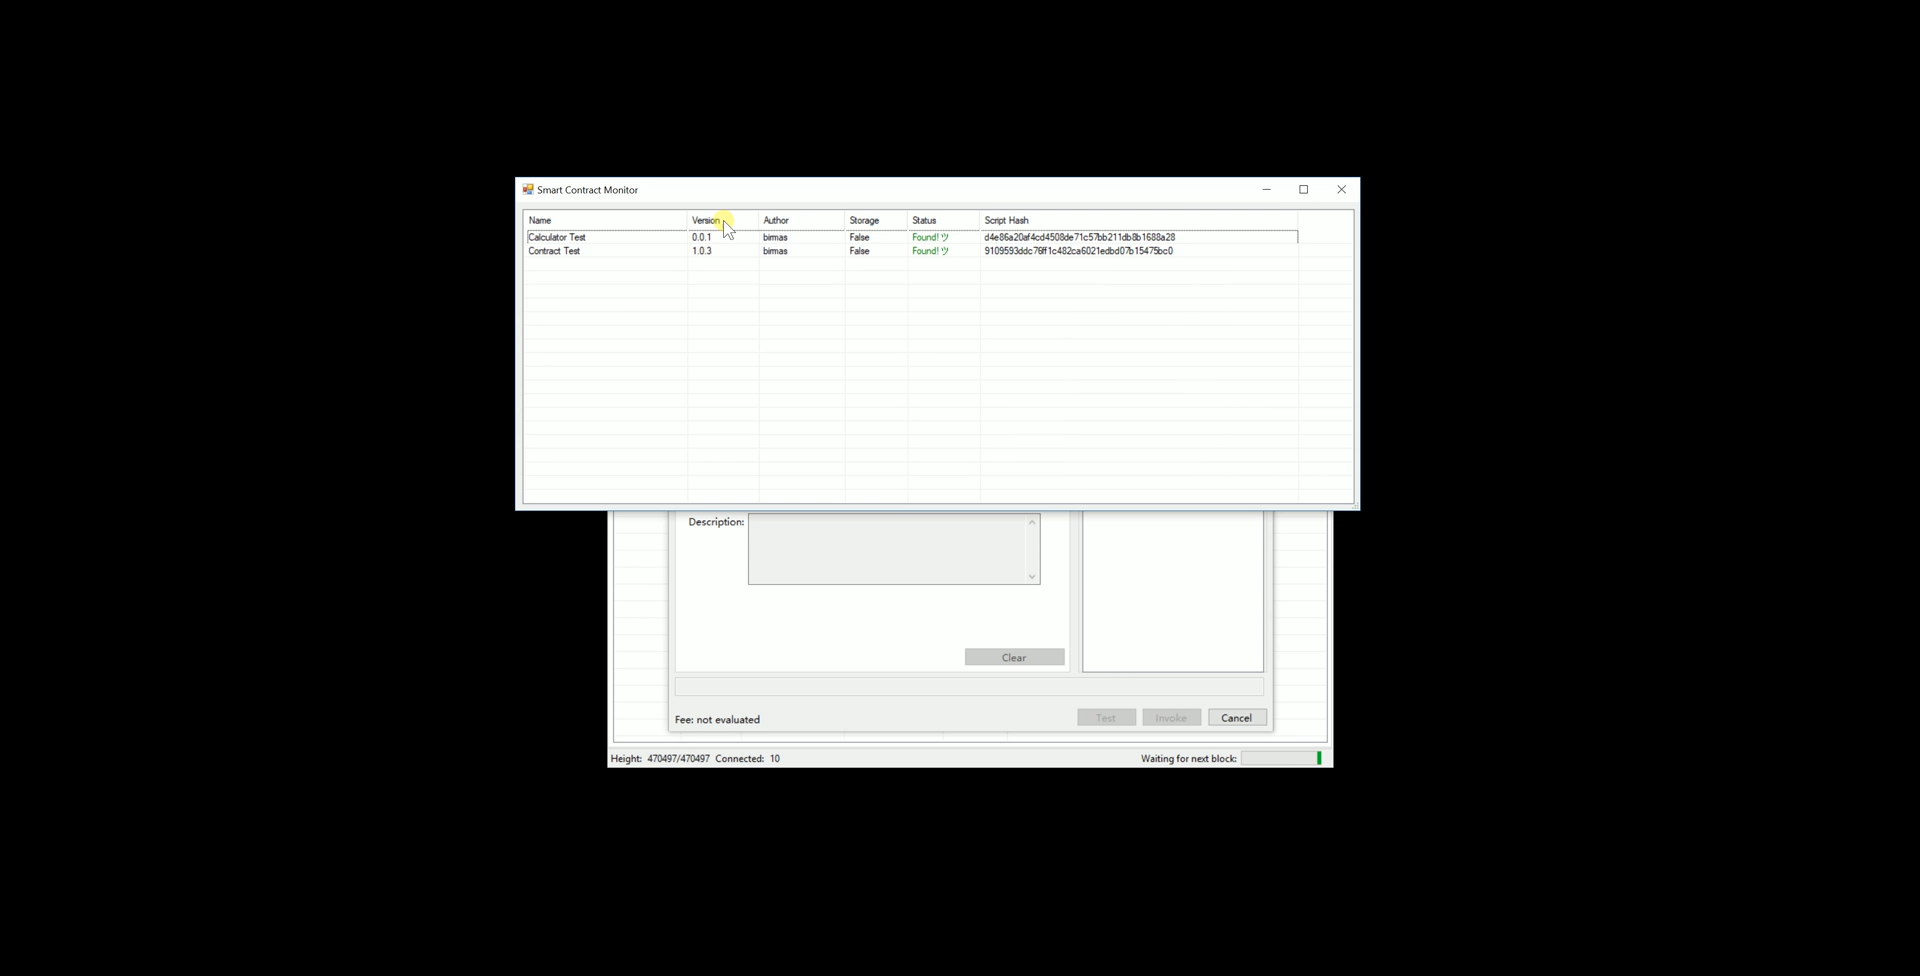 Smart Contract Monitor
Name Version Author Storage Status Script Hash
Calculator Test 0.0.1 birmas False Found! ツ d4e86a20af4cd4508de71c57bb211db8b1688a28
Contract Test 1.0.3 birmas False Found! ツ 9109593ddc76ff1c482ca6021edbd07b15475bc0
Description:
Clear
Fee: not evaluated Test Invoke Cancel
Height: 470497/470497 Connected: 10 Waiting for next block: